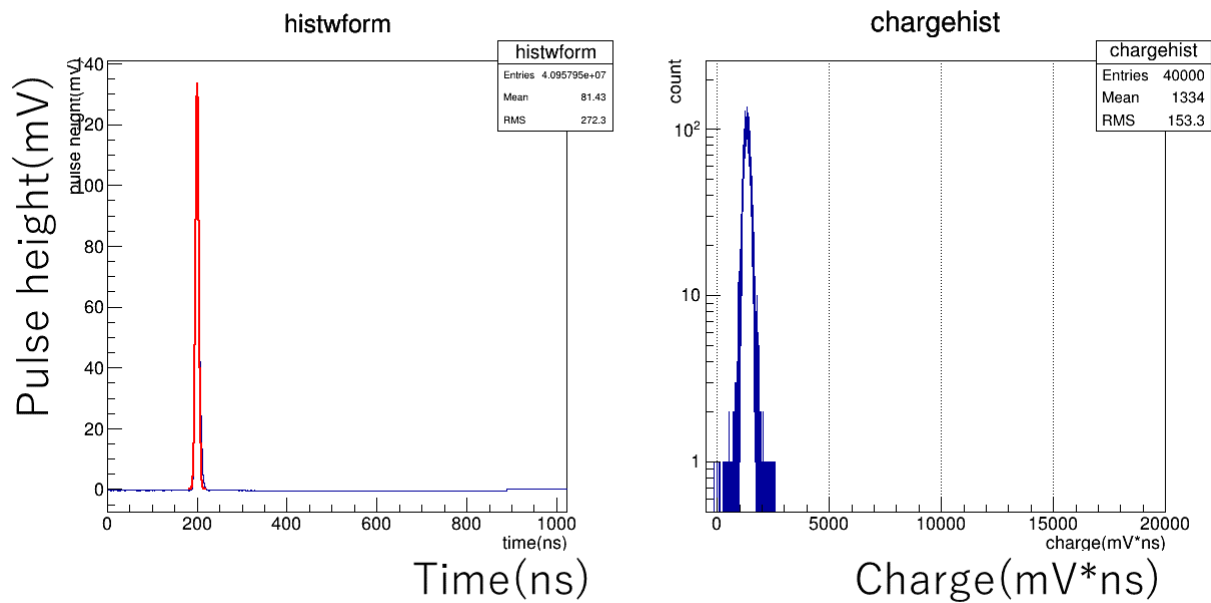 histwform
histwform
Entries 4.095795e+07
Mean 81.43
RMS 272.3
Pulse height(mV)
pulse height(mV)
140
120
100
80
60
40
20
0
0 200 400 600 800 1000
time(ns)
Time(ns)
chargehist
chargehist
Entries 40000
Mean 1334
RMS 153.3
count
10²
10
1
0 5000 10000 15000 20000
charge(mV*ns)
Charge(mV*ns)